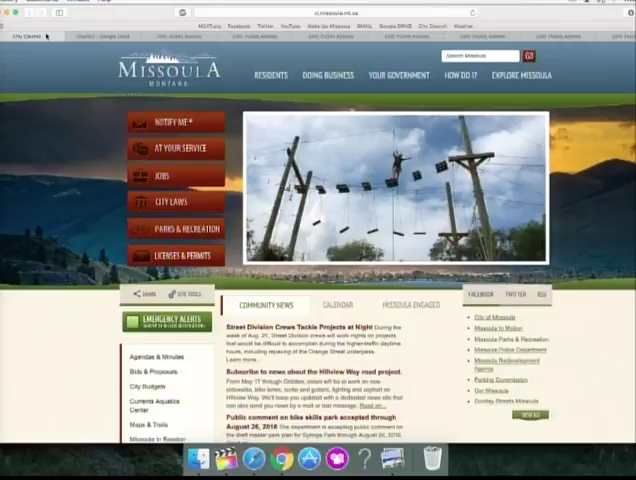 ci.missoula.mt.us
Facebook Twitter YouTube Wake Up Missoula GMAIL Google DRIVE City Council Weather
City Council
MISSOULA
MONTANA
Search Missoula
GO
RESIDENTS DOING BUSINESS YOUR GOVERNMENT HOW DO I? EXPLORE MISSOULA
NOTIFY ME
AT YOUR SERVICE
JOBS
CITY LAWS
PARKS & RECREATION
LICENSES & PERMITS
SHARE SITE TOOLS
EMERGENCY ALERTS
Agendas & Minutes
Bids & Proposals
City Budgets
Currents Aquatics
Center
Maps & Trails
Missoula In Session
COMMUNITY NEWS CALENDAR MISSOULA ENGAGED
Street Division Crews Tackle Projects at Night During the
week of Aug. 21, Street Division crews will work nights on projects
that would be difficult to accomplish during the higher-traffic daytime
hours, including repaving of the Orange Street underpass.
Learn more...
Subscribe to news about the Hillview Way road project.
From May 17 through October, crews will be at work on new
sidewalks, bike lanes, curbs and gutters, lighting and asphalt on
Hillview Way. We'll keep you updated with a dedicated news site that
can also send you news by e-mail or text message. Read on...
Public comment on bike skills park accepted through
August 26, 2016 The department is accepting public comment on
the draft master park plan for Syringa Park through August 26,
FACEBOOK TWITTER RSS
City of Missoula
Missoula In Motion
Missoula Parks & Recreation
Missoula Police Department
Missoula Redevelopment
Agency
Parking Commission
Our Missoula
Sunday Streets Missoula
VIEW ALL